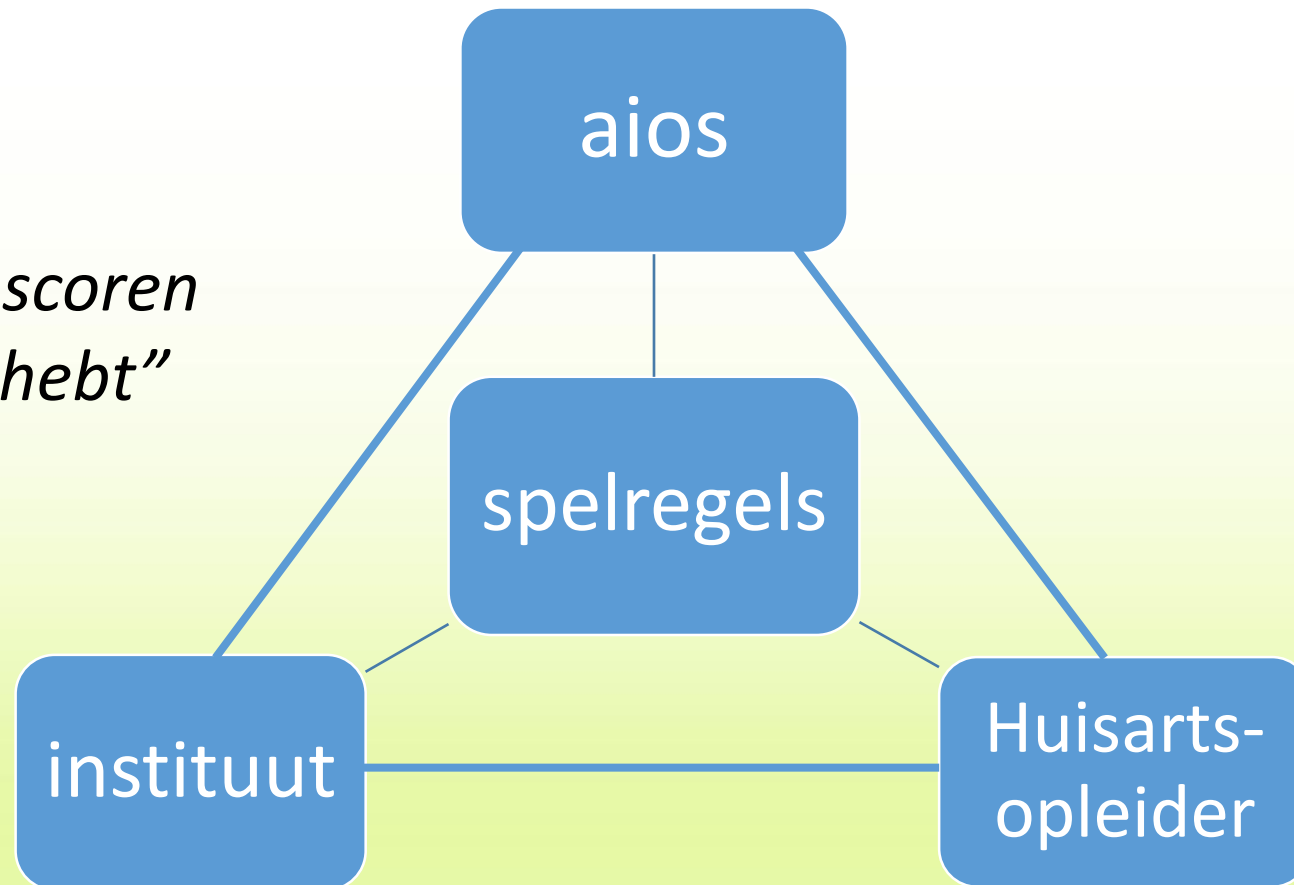 aios
scoren
hebt”
spelregels
instituut
Huisarts-
opleider